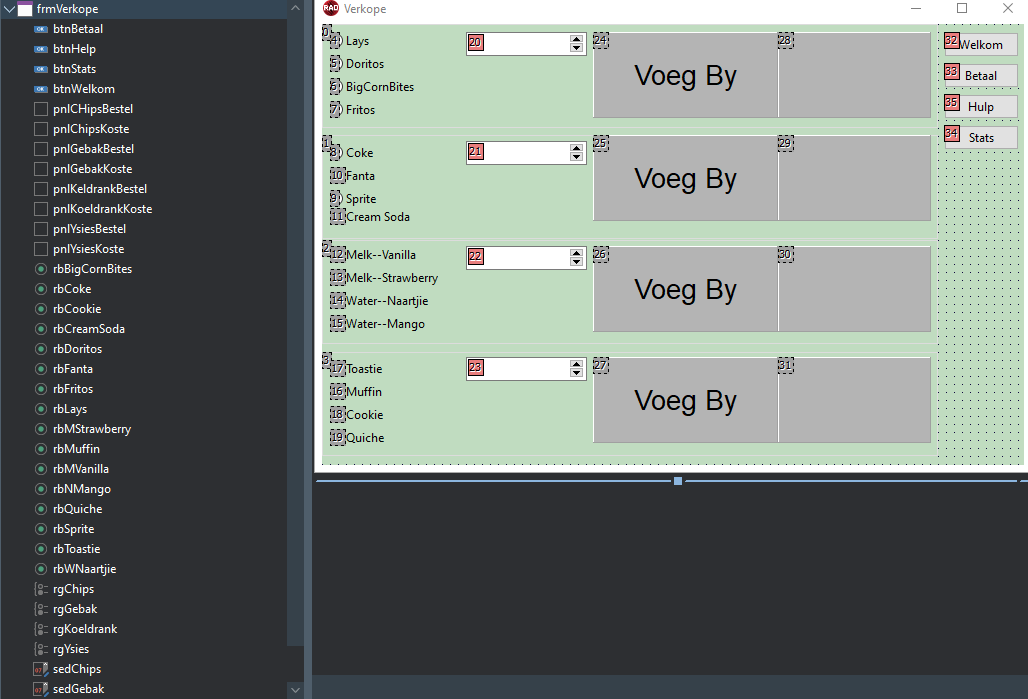 frmVerkope
btnBetaal
btnHelp
btnStats
btnWelkom
pnlCHipsBestel
pnlChipsKoste
pnlGebakBestel
pnlGebakKoste
pnlKeldrankBestel
pnlKoeldrankKoste
pnlYsiesBestel
pnlYsiesKoste
rbBigCornBites
rbCoke
rbCookie
rbCreamSoda
rbDoritos
rbFanta
rbFritos
rbLays
rbMStrawberry
rbMuffin
rbMVanilla
rbNMango
rbQuiche
rbSprite
rbToastie
rbWNaartjie
rgChips
rgGebak
rgKoeldrank
rgYsies
sedChips
sedGebak
RAD Verkope
0
4 Lays
5 Doritos
6 BigCornBites
7 Fritos
20
24 Voeg By
28
1
8 Coke
10 Fanta
9 Sprite
11 Cream Soda
21
25 Voeg By
29
2
12 Melk--Vanilla
13 Melk--Strawberry
14 Water--Naartjie
15 Water--Mango
22
26 Voeg By
30
3
17 Toastie
16 Muffin
18 Cookie
19 Quiche
23
27 Voeg By
31
32 Welkom
33 Betaal
35 Hulp
34 Stats